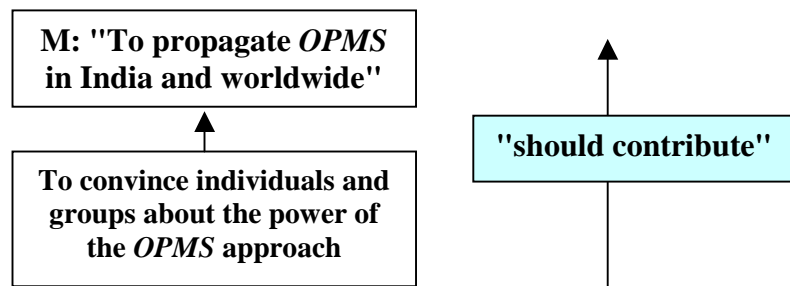 M: "To propagate OPMS
in India and worldwide"
"should contribute"
To convince individuals and
groups about the power of
the OPMS approach